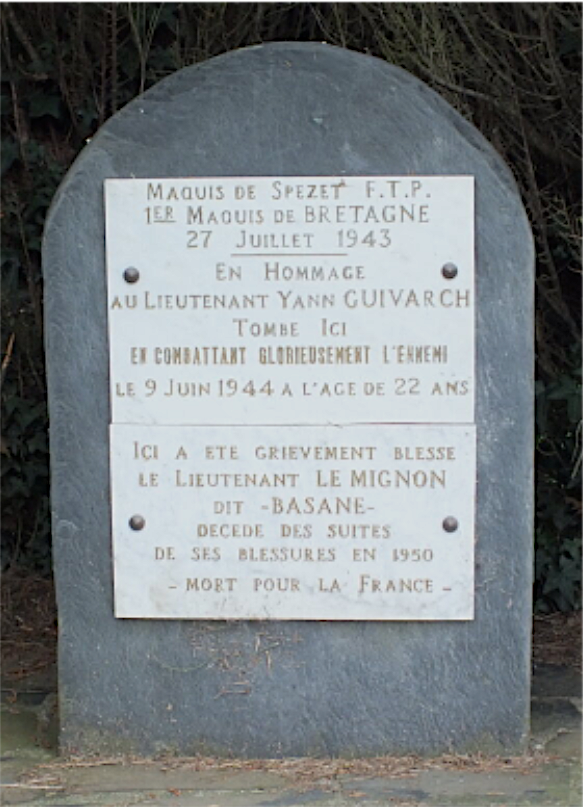 MAQUIS DE SPEZET F.T.P.
1ER MAQUIS DE BRETAGNE
27 JUILLET 1943
EN HOMMAGE
AU LIEUTENANT YANN GUIVARCH
TOMBE ICI
EN COMBATTANT GLORIEUSEMENT L'ENNEMI
LE 9 JUIN 1944 A L'AGE DE 22 ANS
ICI A ETE GRIEVEMENT BLESSE
LE LIEUTENANT LE MIGNON
DIT -BASANE-
DECEDE DES SUITES
DE SES BLESSURES EN 1950
- MORT POUR LA FRANCE -